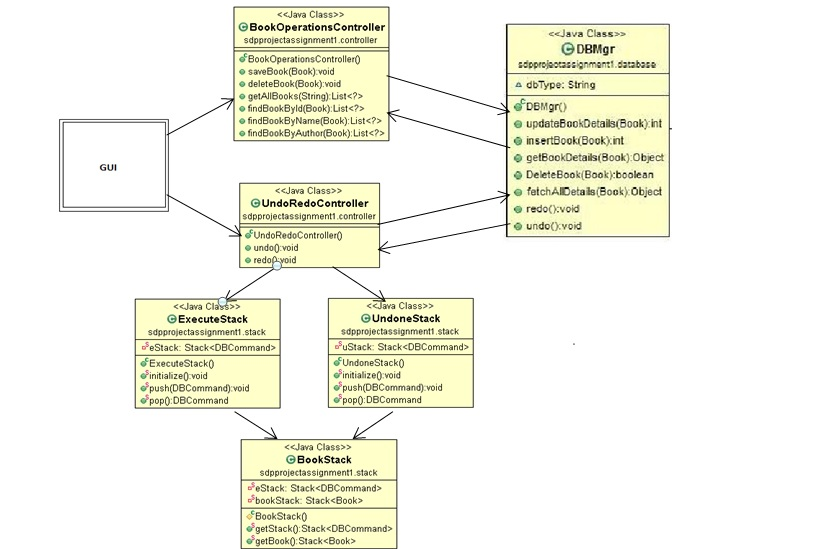 <<Java Class>>
BookOperationsController
sdpprojectassignment1.controller
BookOperationsController()
saveBook(Book):void
deleteBook(Book):void
getAllBooks(String):List<?>
findBookById(Book):List<?>
findBookByName(Book):List<?>
findBookByAuthor(Book):List<?>
<<Java Class>>
DBMgr
sdpprojectassignment1.database
dbType: String
DBMgr()
updateBookDetails(Book):int
insertBook(Book):int
getBookDetails(Book):Object
DeleteBook(Book):boolean
fetchAllDetails(Book):Object
redo():void
undo():void
GUI
<<Java Class>>
UndoRedoController
sdpprojectassignment1.controller
UndoRedoController()
undo():void
redo():void
<<Java Class>>
ExecuteStack
sdpprojectassignment1.stack
eStack: Stack<DBCommand>
ExecuteStack()
initialize():void
push(DBCommand):void
pop():DBCommand
<<Java Class>>
UndoneStack
sdpprojectassignment1.stack
uStack: Stack<DBCommand>
UndoneStack()
initialize():void
push(DBCommand):void
pop():DBCommand
<<Java Class>>
BookStack
sdpprojectassignment1.stack
eStack: Stack<DBCommand>
bookStack: Stack<Book>
BookStack()
getStack():Stack<DBCommand>
getBook():Stack<Book>